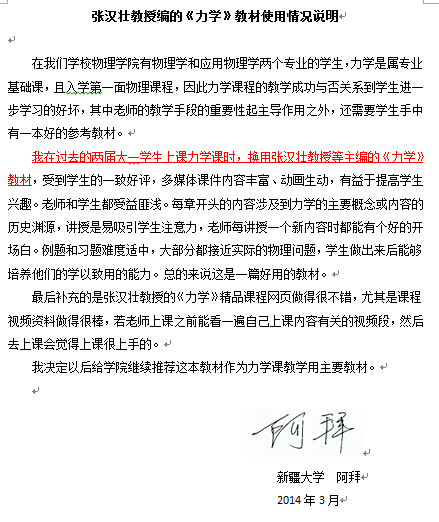 张汉壮教授编的《力学》教材使用情况说明
在我们学校物理学院有物理学和应用物理学两个专业的学生，力学是属专业
基础课，且入学第一面物理课程，因此力学课程的教学成功与否关系到学生进一
步学习的好坏，其中老师的教学手段的重要性起主导作用之外，还需要学生手中
有一本好的参考教材。
我在过去的两届大一学生上课力学课时，换用张汉壮教授等主编的《力学》
教材，受到学生的一致好评，多媒体课件内容丰富、动画生动，有益于提高学生
兴趣。老师和学生都受益匪浅。每章开头的内容涉及到力学的主要概念或内容的
历史渊源，讲授是易吸引学生注意力，老师每讲授一个新内容时都能有个好的开
场白。例题和习题难度适中，大部分都接近实际的物理问题，学生做出来后能够
培养他们的学以致用的能力。总的来说这是一篇好用的教材。
最后补充的是张汉壮教授的《力学》精品课程网页做得很不错，尤其是课程
视频资料做得很棒，若老师上课之前能看一遍自己上课内容有关的视频段，然后
去上课会觉得上课很上手的。
我决定以后给学院继续推荐这本教材作为力学课教学用主要教材。
阿拜
新疆大学 阿拜
2014 年 3 月